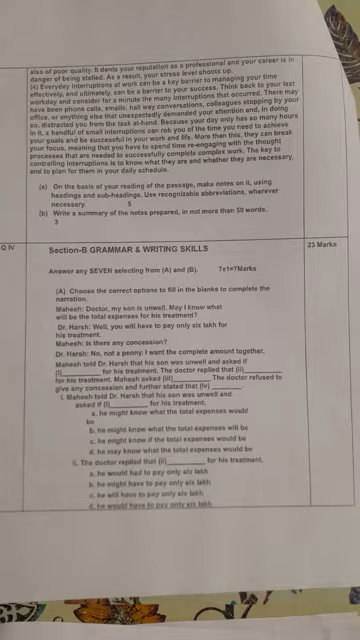 also of poor quality. It dents your reputation as a professional and your career is in
danger of being stalled. As a result, your stress level shoots up.
(4) Everyday interruptions at work can be a key barrier to managing your time
effectively, and ultimately, can be a barrier to your success. Think back to your last
workday and consider for a minute the many interruptions that occurred. There may
have been phone calls, emails, hall way conversations, colleagues stopping by your
office, or anything else that unexpectedly demanded your attention and, in doing
so, distracted you from the task at-hand. Because your day only has so many hours
in it, a handful of small interruptions can rob you of the time you need to achieve
your goals and be successful in your work and life. More than this, they can break
your focus, meaning that you have to spend time re-engaging with the thought
processes that are needed to successfully complete complex work. The key to
controlling interruptions is to know what they are and whether they are necessary,
and to plan for them in your daily schedule.
(a) On the basis of your reading of the passage, make notes on it, using
headings and sub-headings. Use recognizable abbreviations, wherever
necessary. 5
(b) Write a summary of the notes prepared, in not more than 50 words.
3
Q IV Section-B GRAMMAR & WRITING SKILLS 23 Marks
Answer any SEVEN selecting from (A) and (B). 7x1=7Marks
(A) Choose the correct options to fill in the blanks to complete the
narration.
Mahesh: Doctor, my son is unwell. May I know what
will be the total expenses for his treatment?
Dr. Harsh: Well, you will have to pay only six lakh for
his treatment.
Mahesh: Is there any concession?
Dr. Harsh: No, not a penny. I want the complete amount together.
Mahesh told Dr. Harsh that his son was unwell and asked if
(i)________ for his treatment. The doctor replied that (ii)________
for his treatment. Mahesh asked (iii)________ The doctor refused to
give any concession and further stated that (iv)________.
i. Mahesh told Dr. Harsh that his son was unwell and
asked if (i)________ for his treatment.
a. he might know what the total expenses would
be
b. he might know what the total expenses will be
c. he might know if the total expenses would be
d. he may know what the total expenses would be
ii. The doctor replied that (ii)________ for his treatment.
a. he would had to pay only six lakh
b. he might have to pay only six lakh
c. he will have to pay only six lakh
d. he would have to pay only six lakh